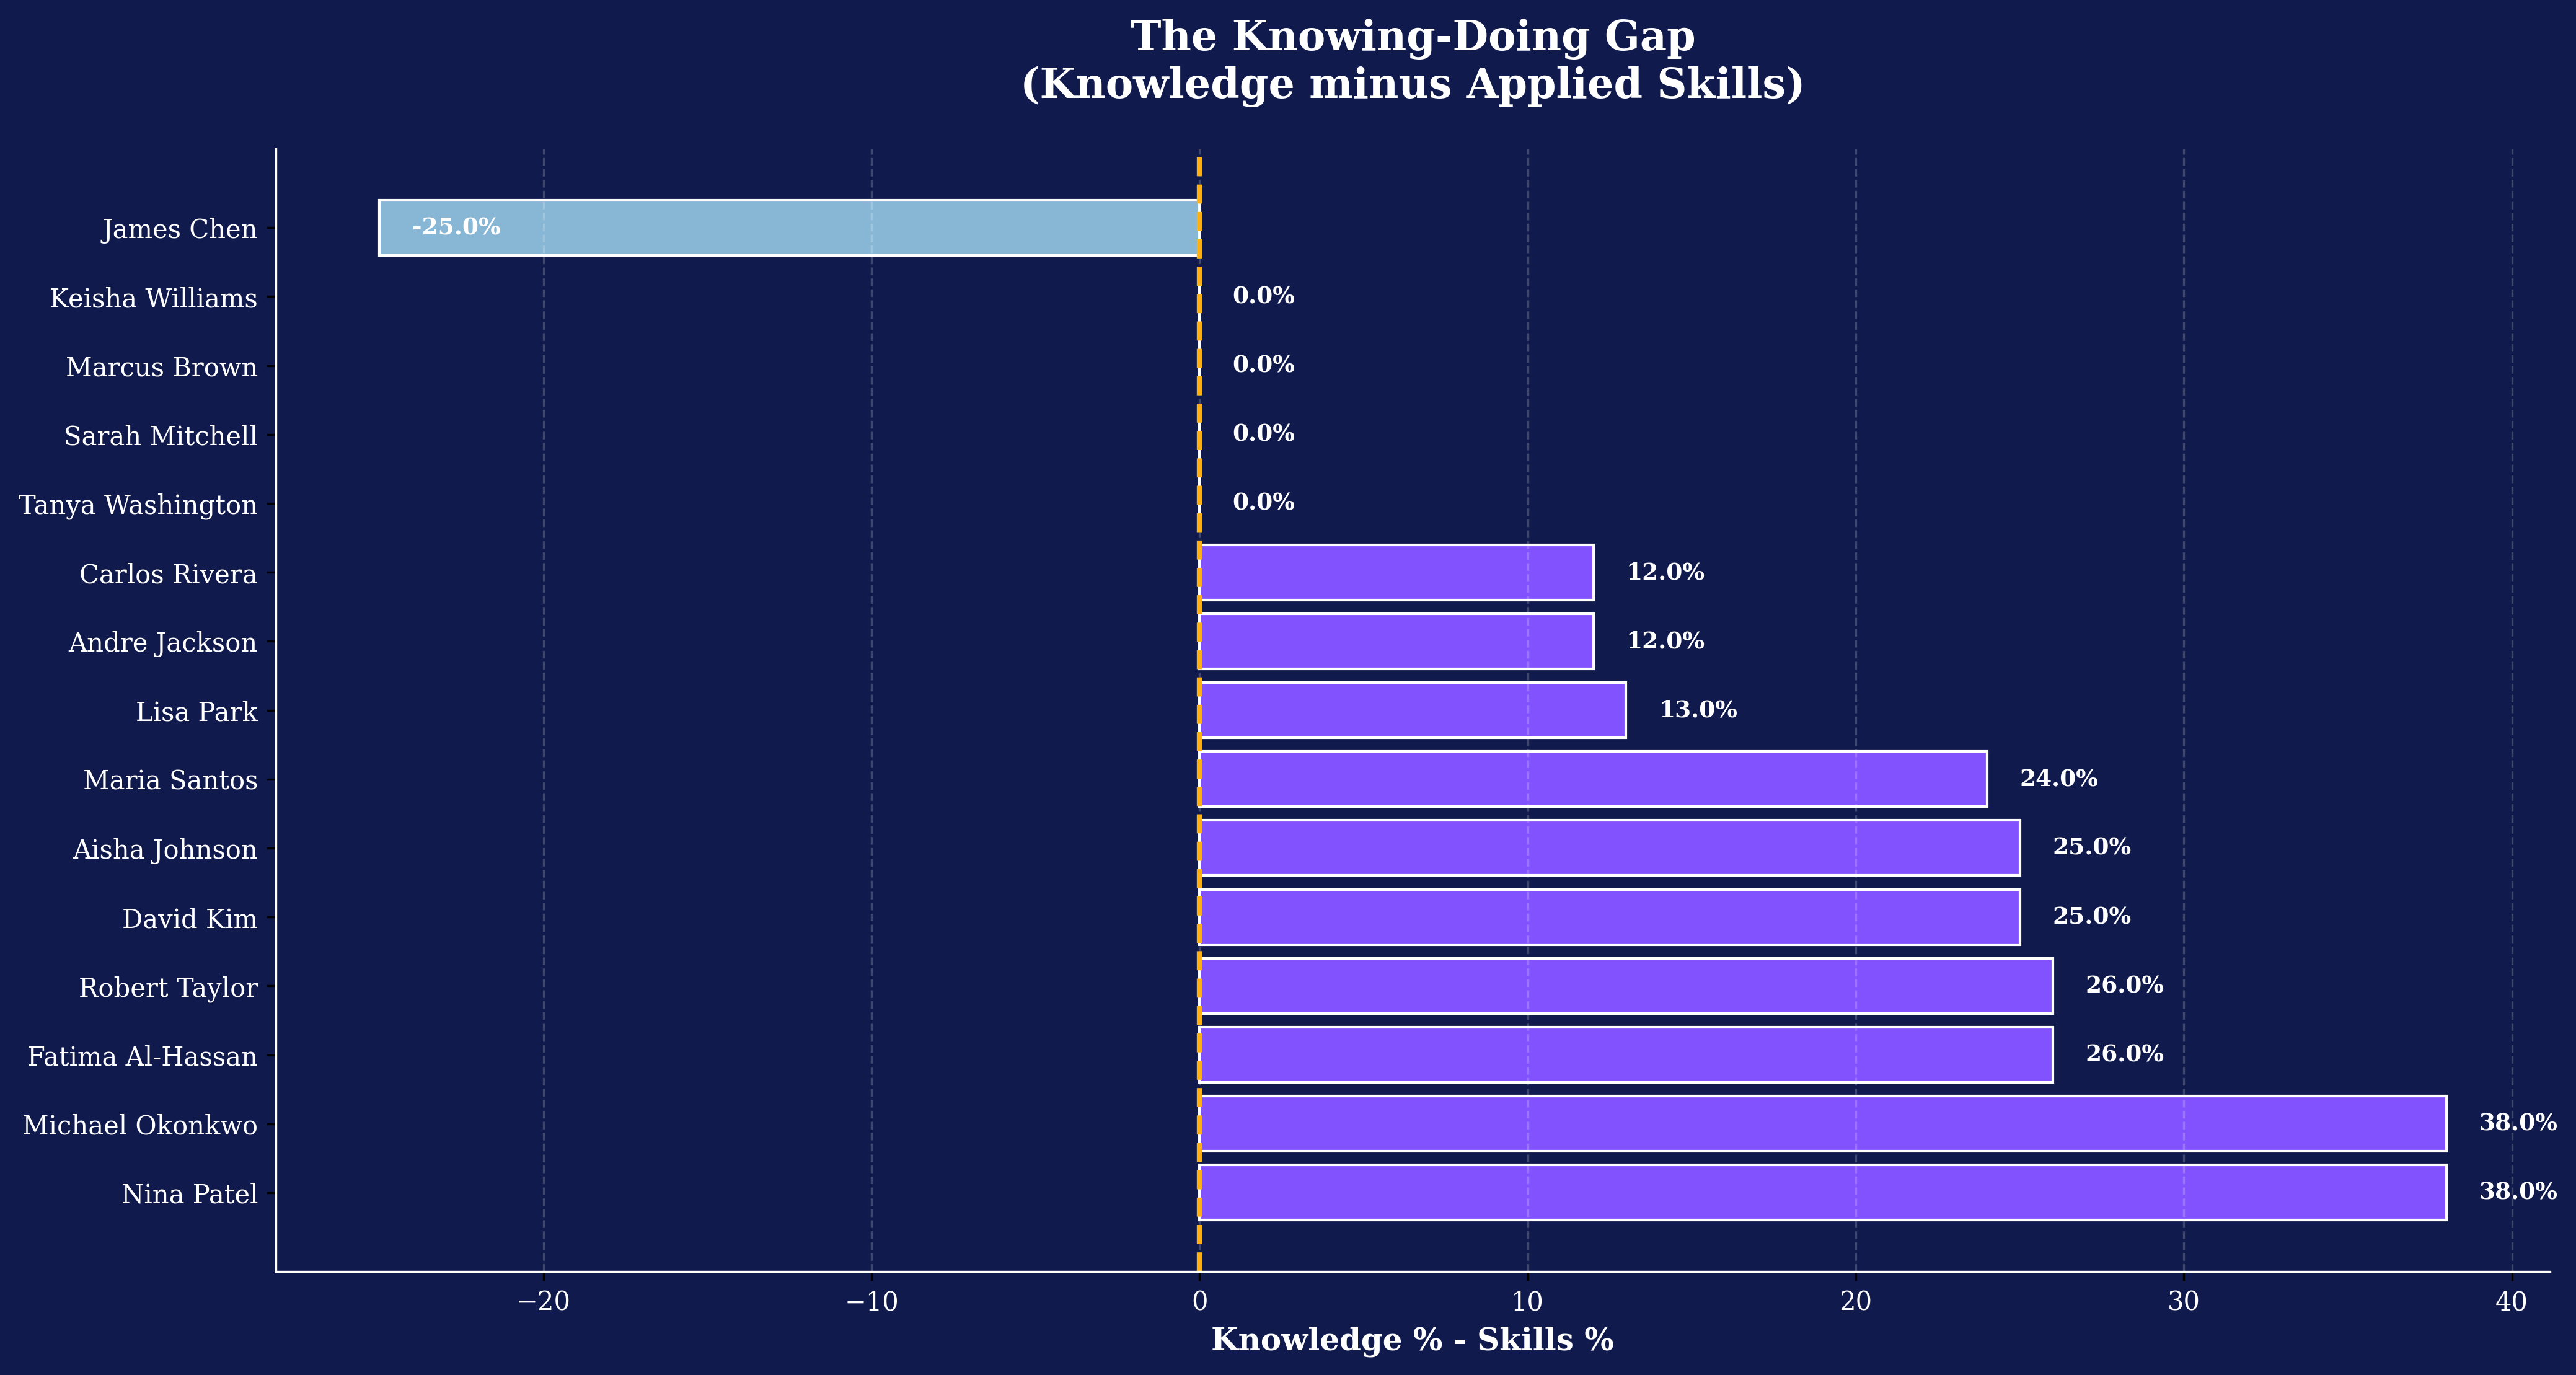 The Knowing-Doing Gap
(Knowledge minus Applied Skills)
James Chen -25.0%
Keisha Williams 0.0%
Marcus Brown 0.0%
Sarah Mitchell 0.0%
Tanya Washington 0.0%
Carlos Rivera 12.0%
Andre Jackson 12.0%
Lisa Park 13.0%
Maria Santos 24.0%
Aisha Johnson 25.0%
David Kim 25.0%
Robert Taylor 26.0%
Fatima Al-Hassan 26.0%
Michael Okonkwo 38.0%
Nina Patel 38.0%
−20 −10 0 10 20 30 40
Knowledge % - Skills %